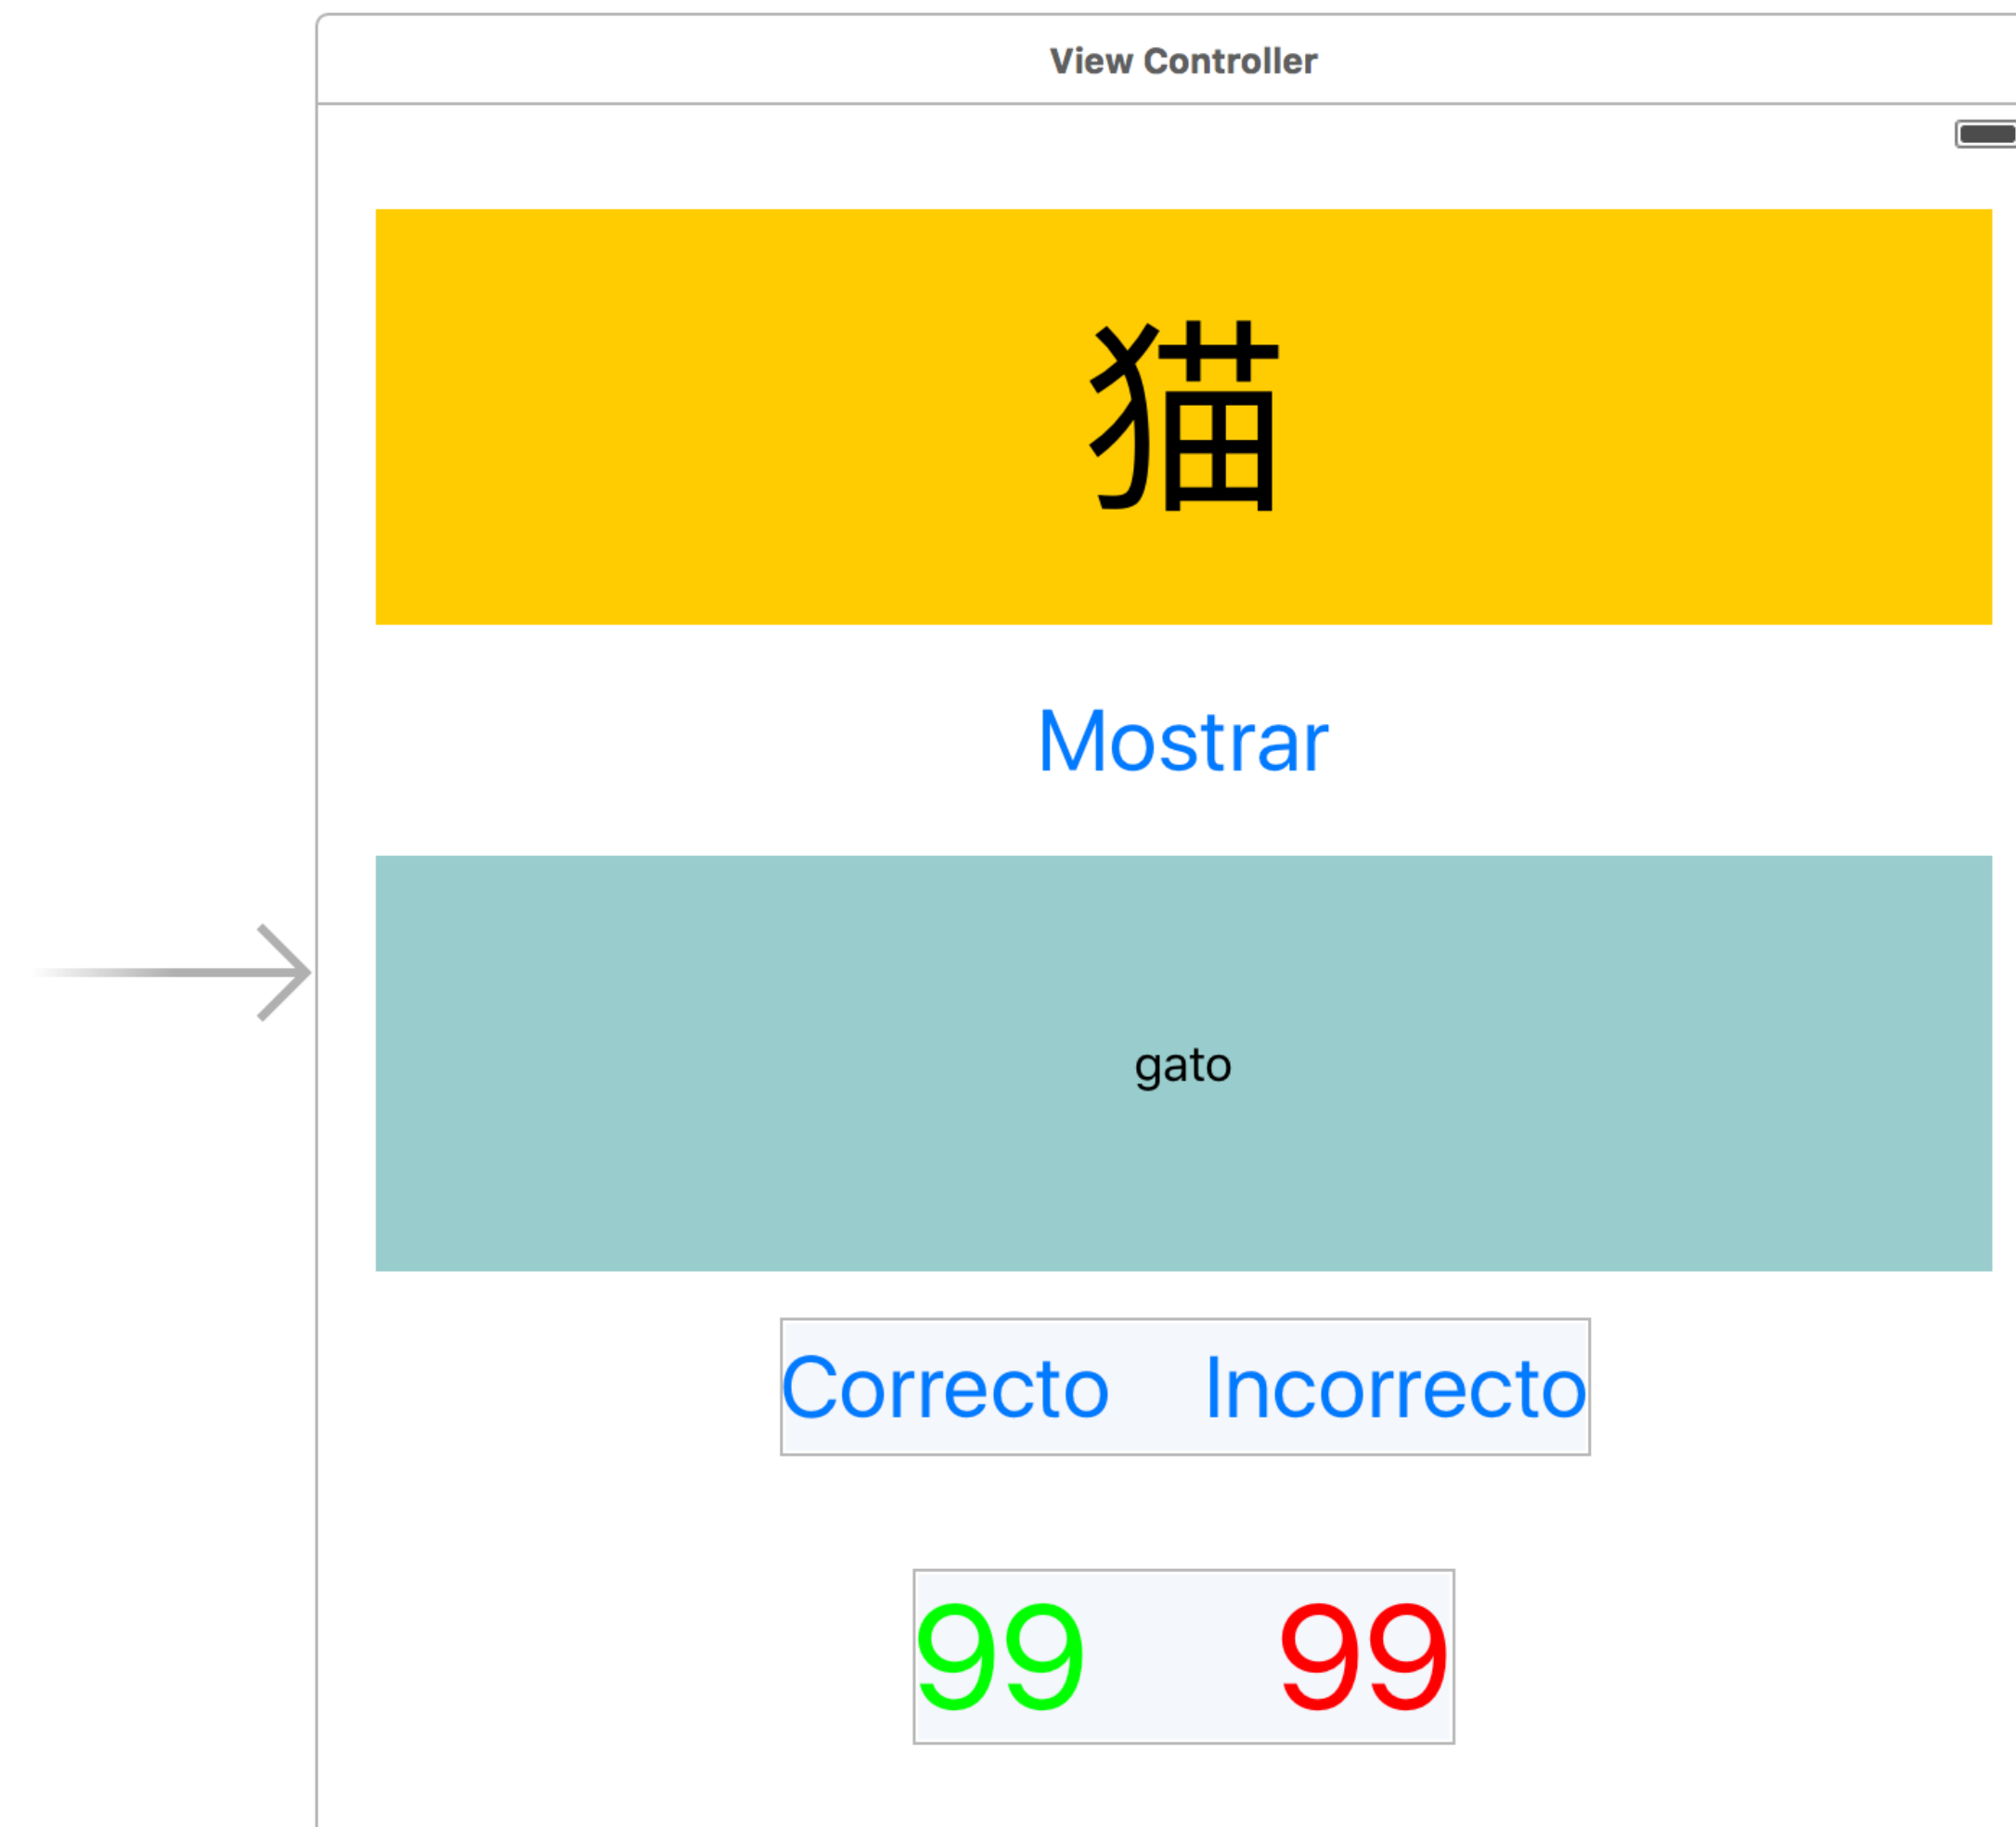 View Controller
猫
Mostrar
gato
Correcto Incorrecto
99 99